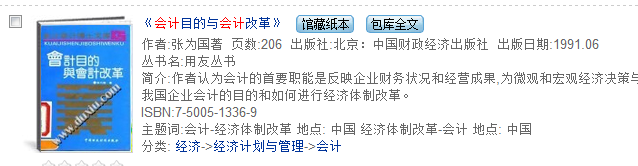 《会计目的与会计改革》 馆藏纸本 包库全文
作者:张为国著 页数:206 出版社:北京：中国财政经济出版社 出版日期:1991.06
丛书名:用友丛书
简介:作者认为会计的首要职能是反映企业财务状况和经营成果,为微观和宏观经济决策与
我国企业会计的目的和如何进行经济体制改革。
ISBN:7-5005-1336-9
主题词:会计-经济体制改革 地点: 中国 经济体制改革-会计 地点: 中国
分类: 经济->经济计划与管理->会计
KUAIJISHENJIBOSHIWENKU
會計目的
與會計改革
www.duxiu.com